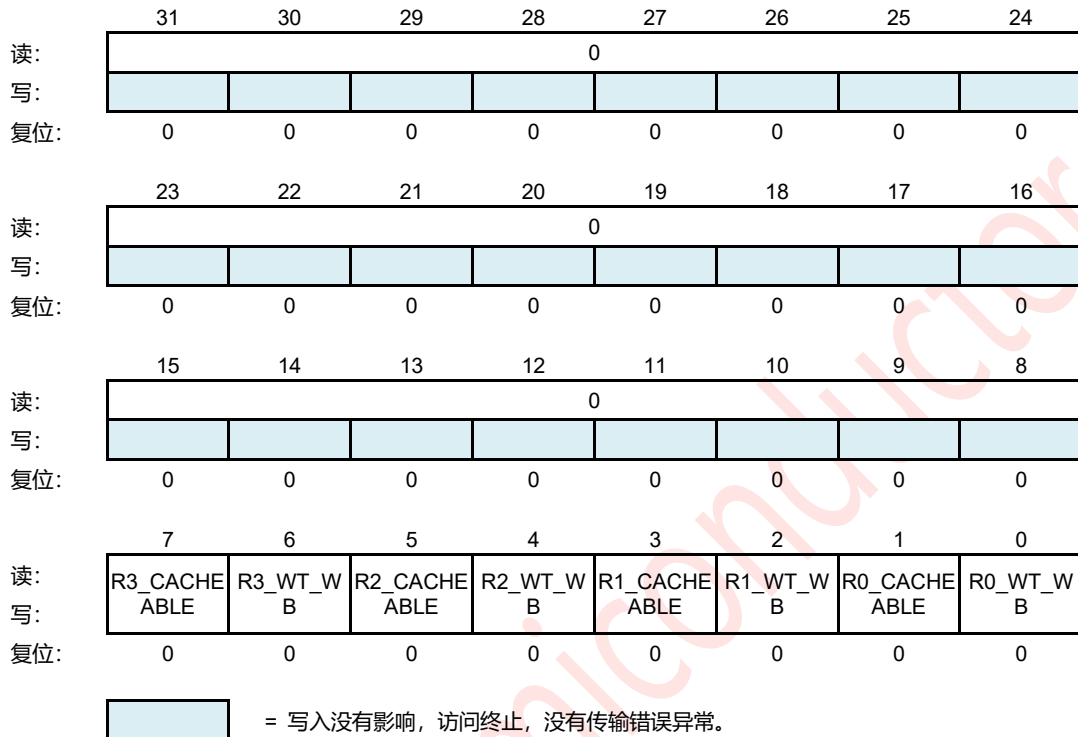 31 30 29 28 27 26 25 24
读: 0
写:
复位: 0 0 0 0 0 0 0 0
23 22 21 20 19 18 17 16
读: 0
写:
复位: 0 0 0 0 0 0 0 0
15 14 13 12 11 10 9 8
读: 0
写:
复位: 0 0 0 0 0 0 0 0
7 6 5 4 3 2 1 0
读: R3_CACHE R3_WT_W R2_CACHE R2_WT_W R1_CACHE R1_WT_W R0_CACHE R0_WT_W
写: ABLE B ABLE B ABLE B ABLE B
复位: 0 0 0 0 0 0 0 0
= 写入没有影响，访问终止，没有传输错误异常。
miconductor